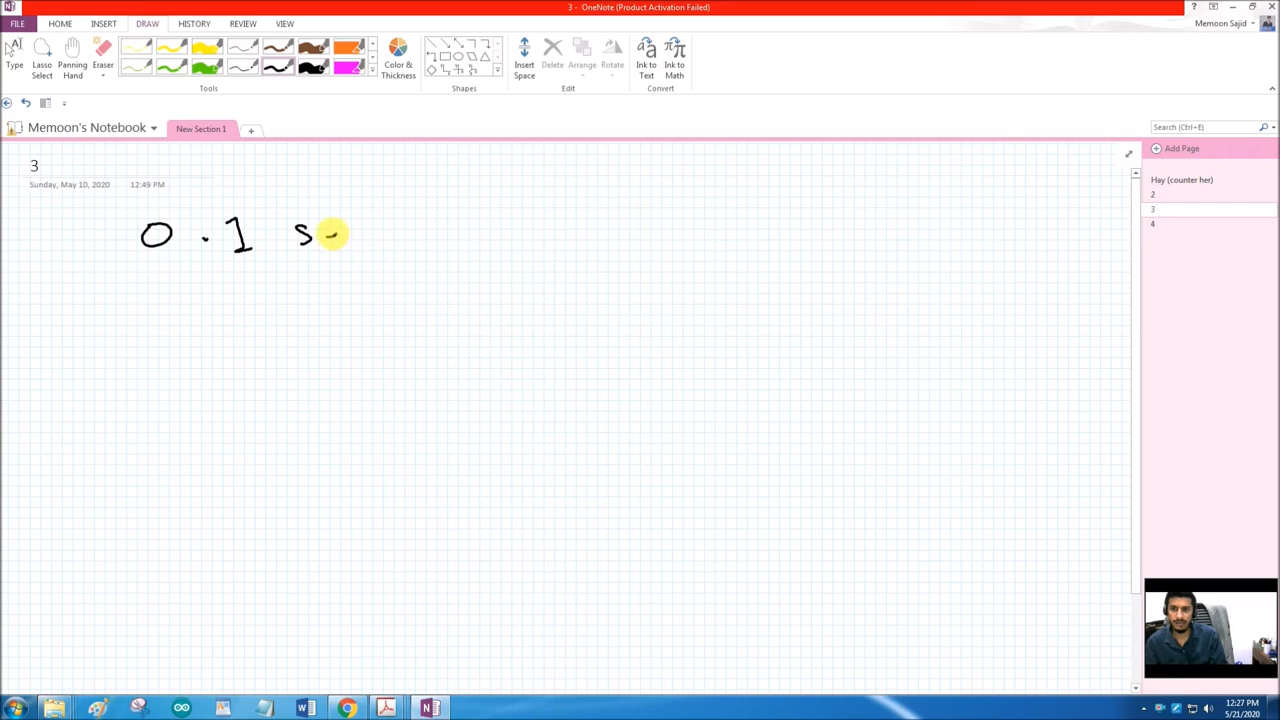 3 - OneNote (Product Activation Failed)
FILE HOME INSERT DRAW HISTORY REVIEW VIEW
Memoon Sajid
Type
Lasso Select
Panning Hand
Eraser
Color & Thickness
Insert Space
Delete
Arrange
Rotate
Ink to Text
Ink to Math
Tools
Shapes
Edit
Convert
Memoon's Notebook
New Section 1
Search (Ctrl+E)
Add Page
3
Sunday, May 10, 2020 12:49 PM
Hay (counter her)
2
3
4
0.1 s
12:27 PM
5/21/2020